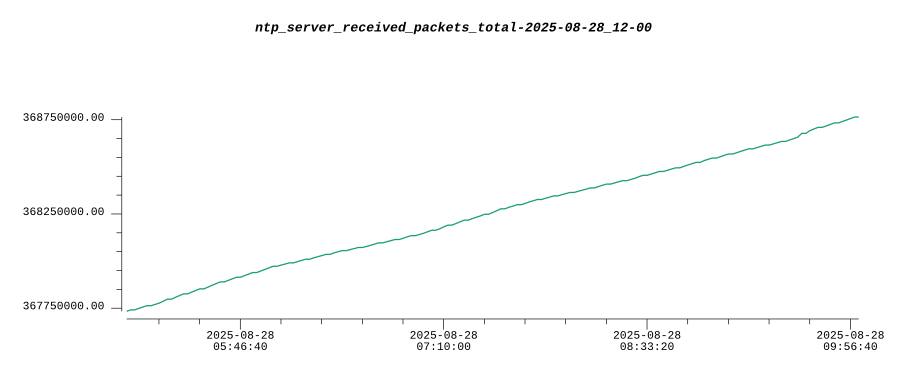 ntp_server_received_packets_total-2025-08-28_12-00
368750000.00
368250000.00
367750000.00
2025-08-28 2025-08-28 2025-08-28 2025-08-28
05:46:40 07:10:00 08:33:20 09:56:40